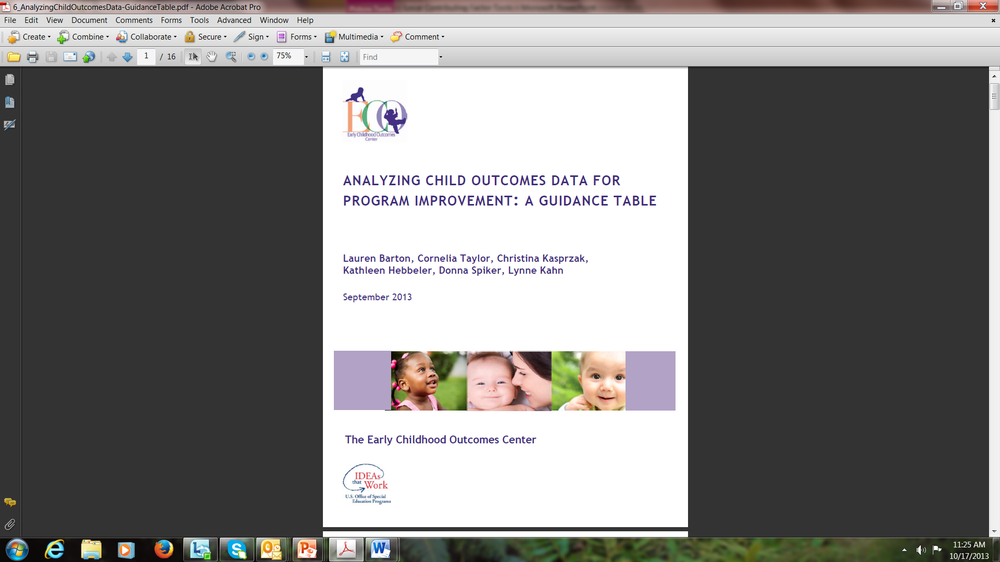 6_AnalyzingChildOutcomesData-GuidanceTable.pdf - Adobe Acrobat Pro
File Edit View Document Comments Forms Tools Advanced Window Help
Create Combine Collaborate Secure Sign Forms Multimedia Comment
1 / 16 75% Find
ECO
Early Childhood Outcomes
Center
ANALYZING CHILD OUTCOMES DATA FOR
PROGRAM IMPROVEMENT: A GUIDANCE TABLE
Lauren Barton, Cornelia Taylor, Christina Kasprzak,
Kathleen Hebbeler, Donna Spiker, Lynne Kahn
September 2013
The Early Childhood Outcomes Center
IDEAs
that Work
U.S. Office of Special
Education Programs
11:25 AM
10/17/2013